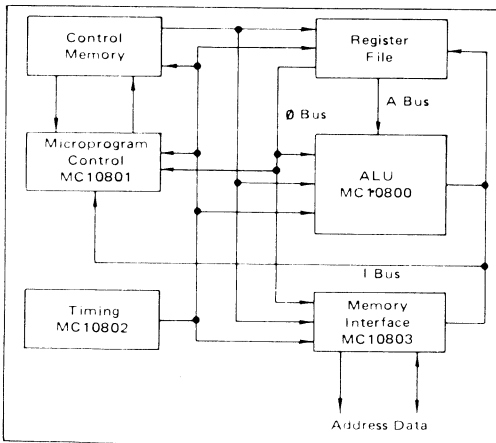 Control
Memory
Register
File
A Bus
Ø Bus
Microprogram
Control
MC10801
ALU
MC10800
I Bus
Timing
MC10802
Memory
Interface
MC10803
Address Data